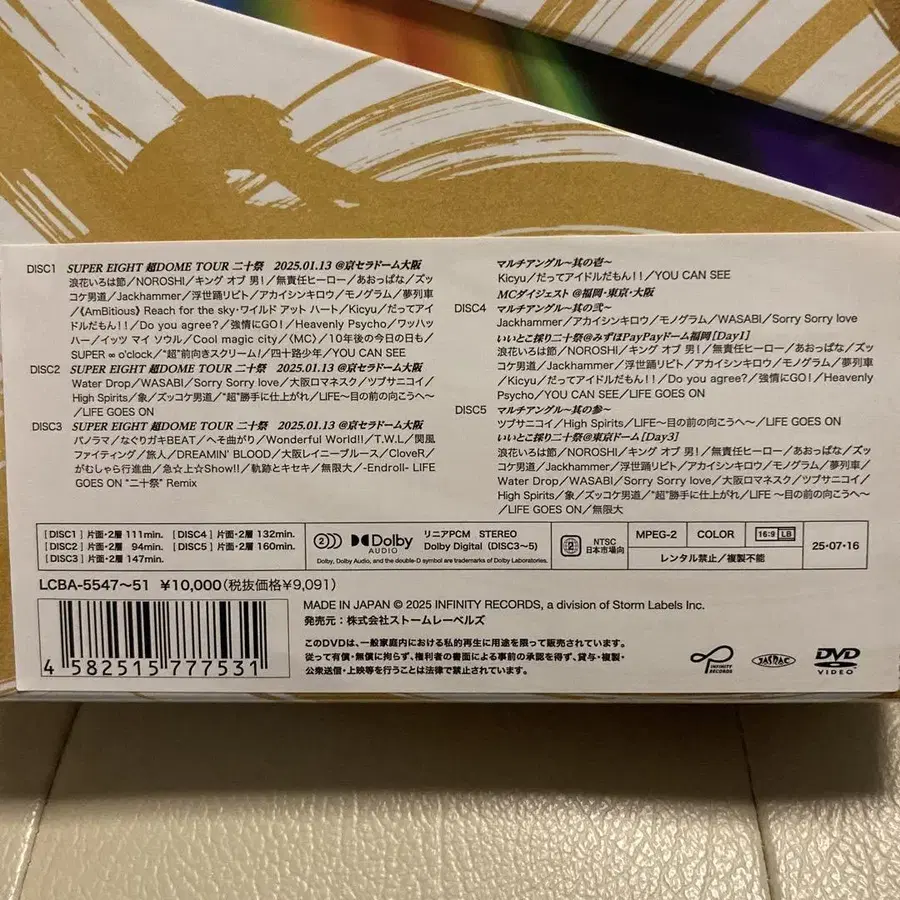 DISC1 SUPER EIGHT 超DOME TOUR 二十祭 2025.01.13 @京セラドーム大阪
浪花いろは節／NOROSHI／キング オブ 男！／無責任ヒーロー／あおっぱな／ズッ
コケ男道／Jackhammer／浮世踊リビト／アカイシンキロウ／モノグラム／夢列車
／《AmBitious》Reach for the sky・ワイルド アット ハート／Kicyu／だってアイ
ドルだもん！！／Do you agree?／強情にGO!／Heavenly Psycho／ワッハッ
ハー／イッツ マイ ソウル／Cool magic city／〈MC〉／10年後の今日の日も／
SUPER ∞ o'clock／“超”前向きスクリーム！／四十路少年／YOU CAN SEE
DISC2 SUPER EIGHT 超DOME TOUR 二十祭 2025.01.13 @京セラドーム大阪
Water Drop／WASABI／Sorry Sorry love／大阪ロマネスク／ツブサニコイ／
High Spirits／象／ズッコケ男道／“超”勝手に仕上がれ／LIFE～目の前の向こうへ～
／LIFE GOES ON
DISC3 SUPER EIGHT 超DOME TOUR 二十祭 2025.01.13 @京セラドーム大阪
パノラマ／なぐりガキBEAT／へそ曲がり／Wonderful World!!／T.W.L／関風
ファイティング／旅人／DREAMIN' BLOOD／大阪レイニーブルース／CloveR／
がむしゃら行進曲／急☆上☆Show!!／軌跡とキセキ／無限大／-Endroll- LIFE
GOES ON “二十祭” Remix
マルチアングル～其の壱～
Kicyu／だってアイドルだもん！！／YOU CAN SEE
MCダイジェスト @福岡・東京・大阪
DISC4 マルチアングル～其の弐～
Jackhammer／アカイシンキロウ／モノグラム／WASABI／Sorry Sorry love
いいとこ採り二十祭@みずほPayPayドーム福岡[Day1]
浪花いろは節／NOROSHI／キング オブ 男！／無責任ヒーロー／あおっぱな／ズッ
コケ男道／Jackhammer／浮世踊リビト／アカイシンキロウ／モノグラム／夢列車
／Kicyu／だってアイドルだもん！！／Do you agree?／強情にGO!／Heavenly
Psycho／YOU CAN SEE／LIFE GOES ON
DISC5 マルチアングル～其の参～
ツブサニコイ／High Spirits／LIFE～目の前の向こうへ～／LIFE GOES ON
いいとこ採り二十祭@東京ドーム[Day3]
浪花いろは節／NOROSHI／キング オブ 男！／無責任ヒーロー／あおっぱな／ズッ
コケ男道／Jackhammer／浮世踊リビト／アカイシンキロウ／モノグラム／夢列車／
Water Drop／WASABI／Sorry Sorry love／大阪ロマネスク／ツブサニコイ／
High Spirits／象／ズッコケ男道／“超”勝手に仕上がれ／LIFE ～目の前の向こうへ～
／LIFE GOES ON／無限大
[DISC1] 片面・2層 111min. [DISC4] 片面・2層 132min.
[DISC2] 片面・2層 94min. [DISC5] 片面・2層 160min.
[DISC3] 片面・2層 147min.
2 Dolby AUDIO リニアPCM STEREO
Dolby Digital (DISC3～5)
Dolby, Dolby Audio, and the double-D symbol are trademarks of Dolby Laboratories.
2 NTSC 日本市場向
MPEG-2 COLOR 16:9 LB
レンタル禁止／複製不能
25・07・16
LCBA-5547～51 ￥10,000(税抜価格￥9,091)
4 582515 777531
MADE IN JAPAN © 2025 INFINITY RECORDS, a division of Storm Labels Inc.
発売元：株式会社ストームレーベルズ
このDVDは、一般家庭内における私的再生に用途を限って販売されています。
従って有償・無償に拘らず、権利者の書面による事前の承認を得ず、貸与・複製・
公衆送信・上映等を行うことは法律で禁止されています。
INFINITY RECORDS
JASRAC
DVD VIDEO